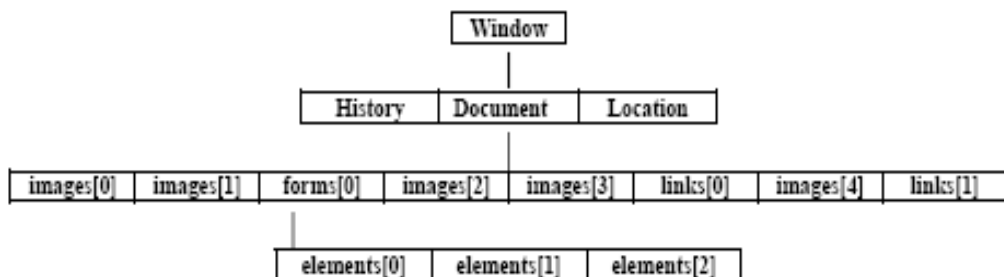 Window
History Document Location
images[0] images[1] forms[0] images[2] images[3] links[0] images[4] links[1]
elements[0] elements[1] elements[2]